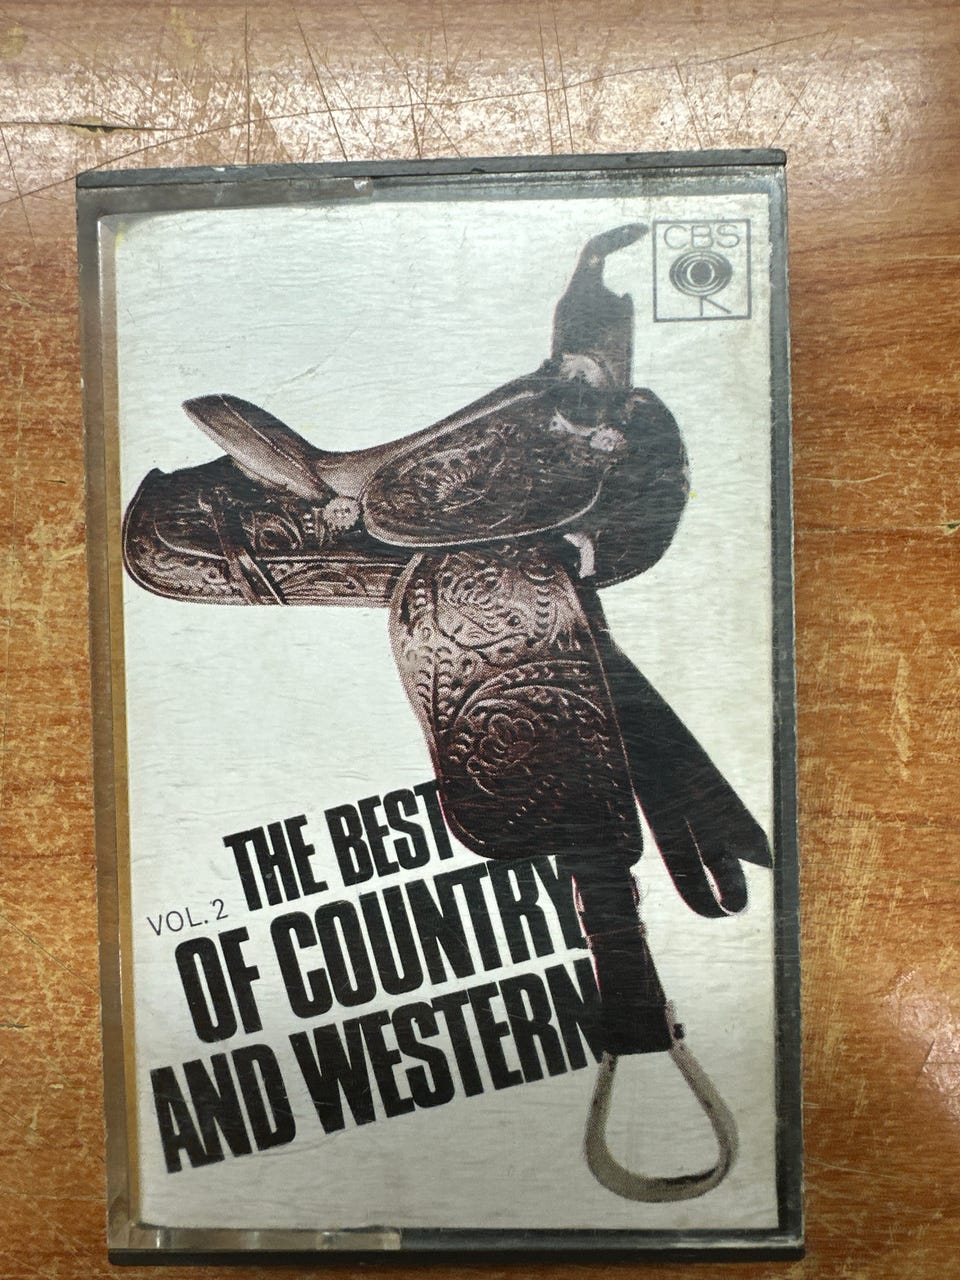 CBS
THE BEST
VOL. 2
OF COUNTRY
AND WESTERN